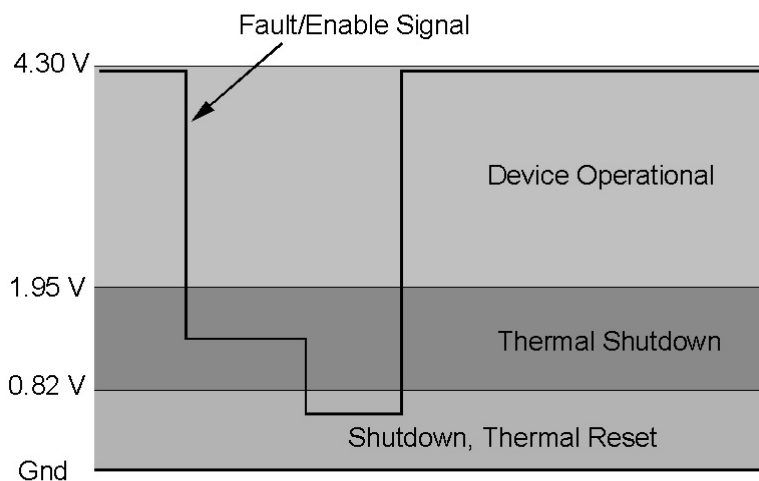 Fault/Enable Signal
4.30 V
Device Operational
1.95 V
Thermal Shutdown
0.82 V
Shutdown, Thermal Reset
Gnd